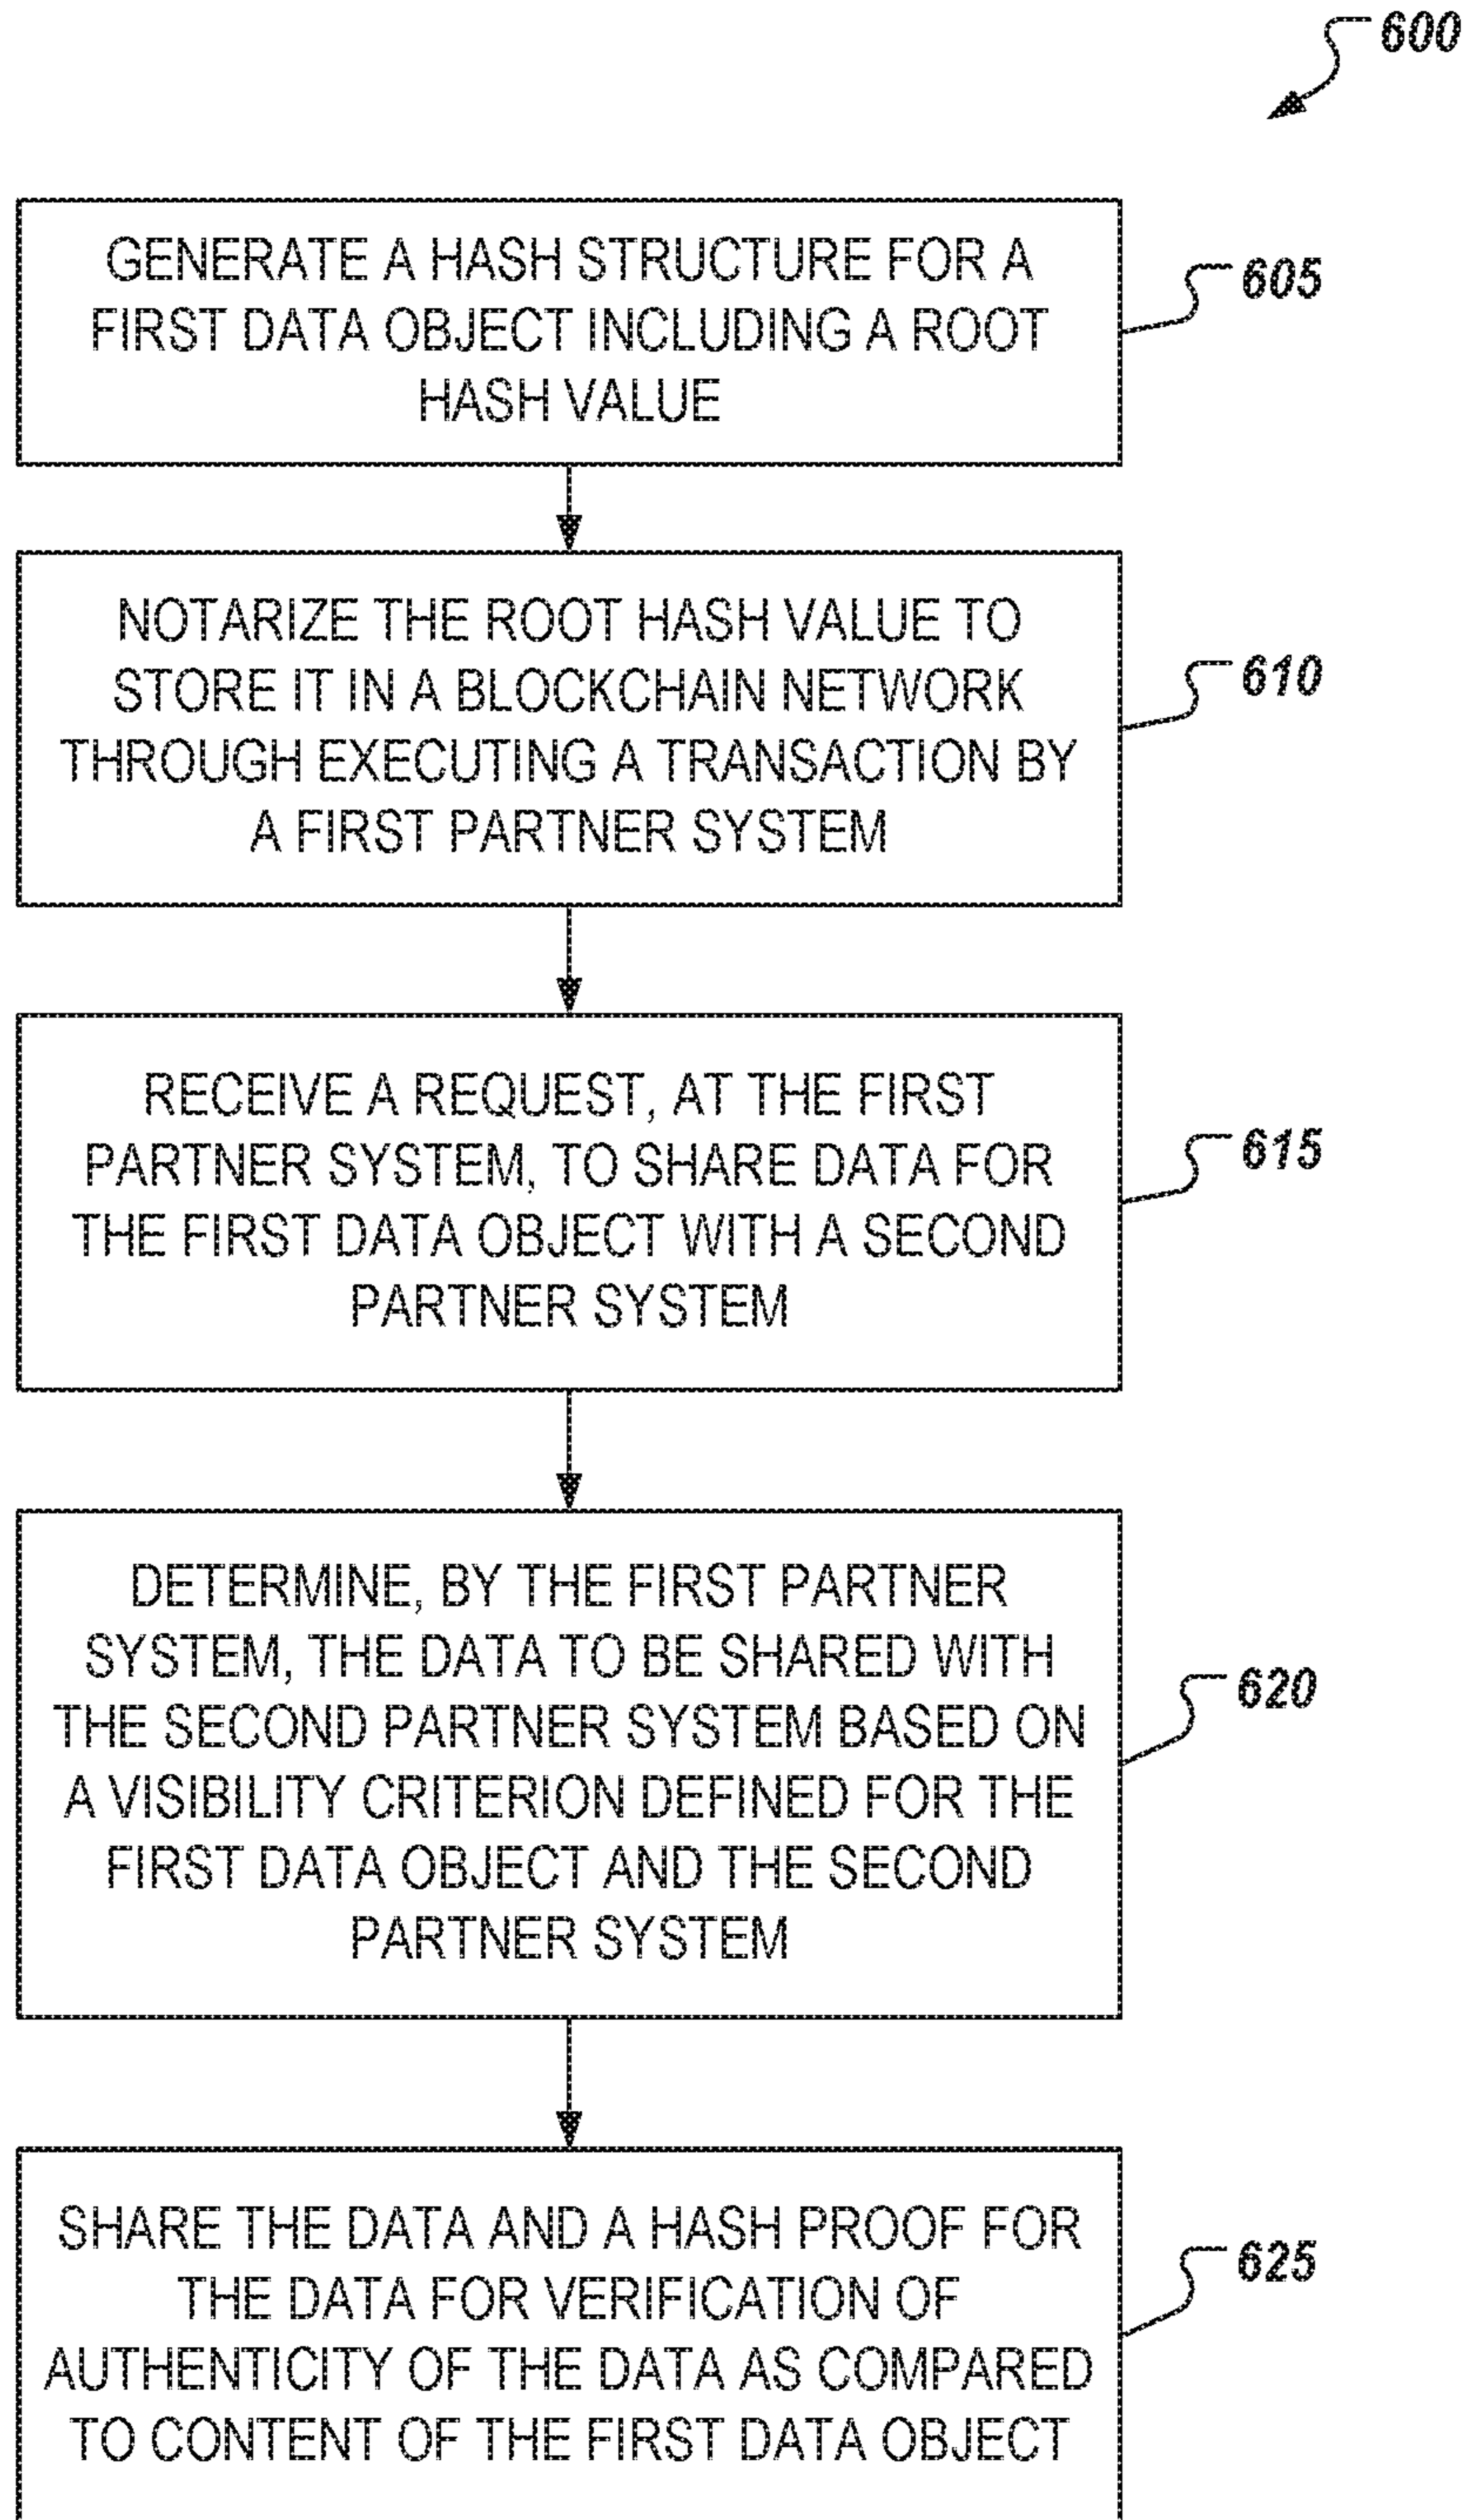 600
GENERATE A HASH STRUCTURE FOR A
FIRST DATA OBJECT INCLUDING A ROOT
HASH VALUE
605
NOTARIZE THE ROOT HASH VALUE TO
STORE IT IN A BLOCKCHAIN NETWORK
THROUGH EXECUTING A TRANSACTION BY
A FIRST PARTNER SYSTEM
610
RECEIVE A REQUEST, AT THE FIRST
PARTNER SYSTEM, TO SHARE DATA FOR
THE FIRST DATA OBJECT WITH A SECOND
PARTNER SYSTEM
615
DETERMINE, BY THE FIRST PARTNER
SYSTEM, THE DATA TO BE SHARED WITH
THE SECOND PARTNER SYSTEM BASED ON
A VISIBILITY CRITERION DEFINED FOR THE
FIRST DATA OBJECT AND THE SECOND
PARTNER SYSTEM
620
SHARE THE DATA AND A HASH PROOF FOR
THE DATA FOR VERIFICATION OF
AUTHENTICITY OF THE DATA AS COMPARED
TO CONTENT OF THE FIRST DATA OBJECT
625